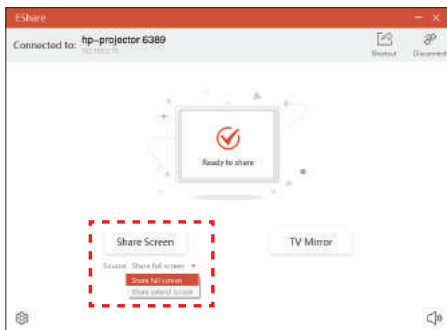 EShare
Connected to: hp-projector 6389
Shortcut
Disconnect
Ready to share
Share Screen
TV Mirror
Source Share full screen
Share full screen
Share extend screen